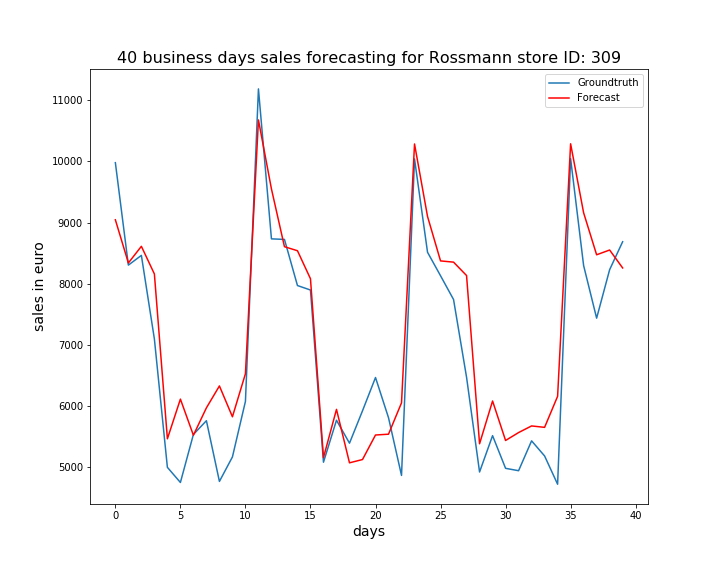 40 business days sales forecasting for Rossmann store ID: 309
Groundtruth
Forecast
sales in euro
11000
10000
9000
8000
7000
6000
5000
0 5 10 15 20 25 30 35 40
days